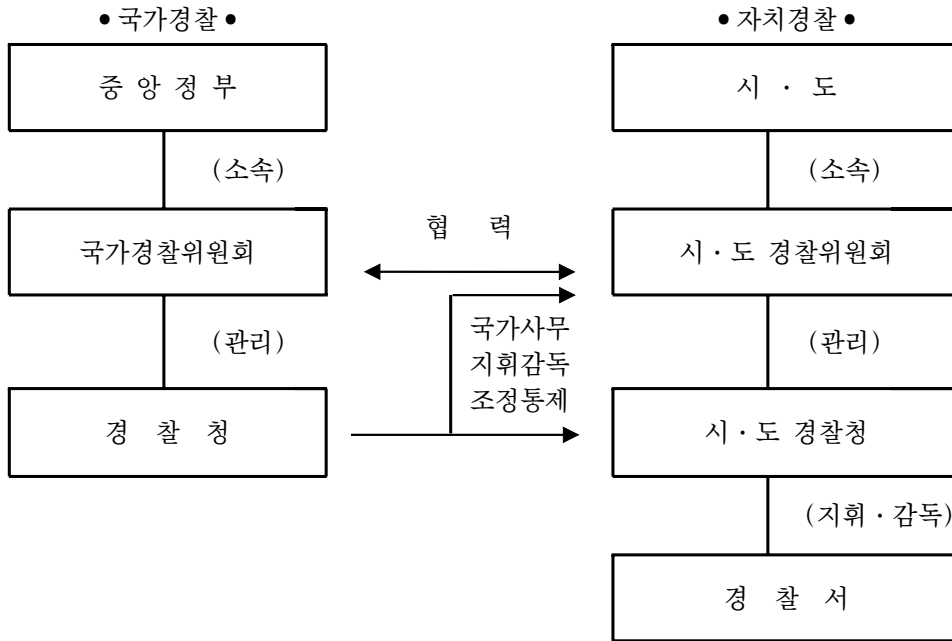 ● 국가경찰 ●
● 자치경찰 ●
중 앙 정 부
시 · 도
(소속)
(소속)
국가경찰위원회
협 력
시 · 도 경찰위원회
(관리)
국가사무
지휘감독
조정통제
(관리)
경 찰 청
시 · 도 경찰청
(지휘 · 감독)
경 찰 서